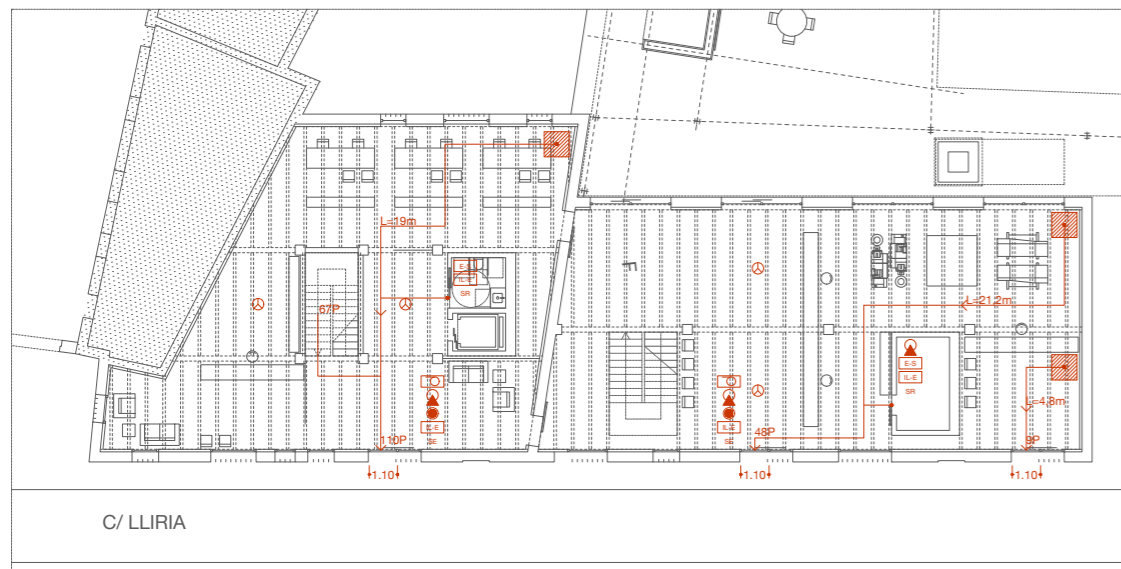 L=19m
E-S
IL-E
SR
67P
L=21,2m
E-S
IL-E
SR
L=4,8m
IL-E
SE
IL-E
SE
110P
48P
9P
1.10
1.10
1.10
C/ LLIRIA